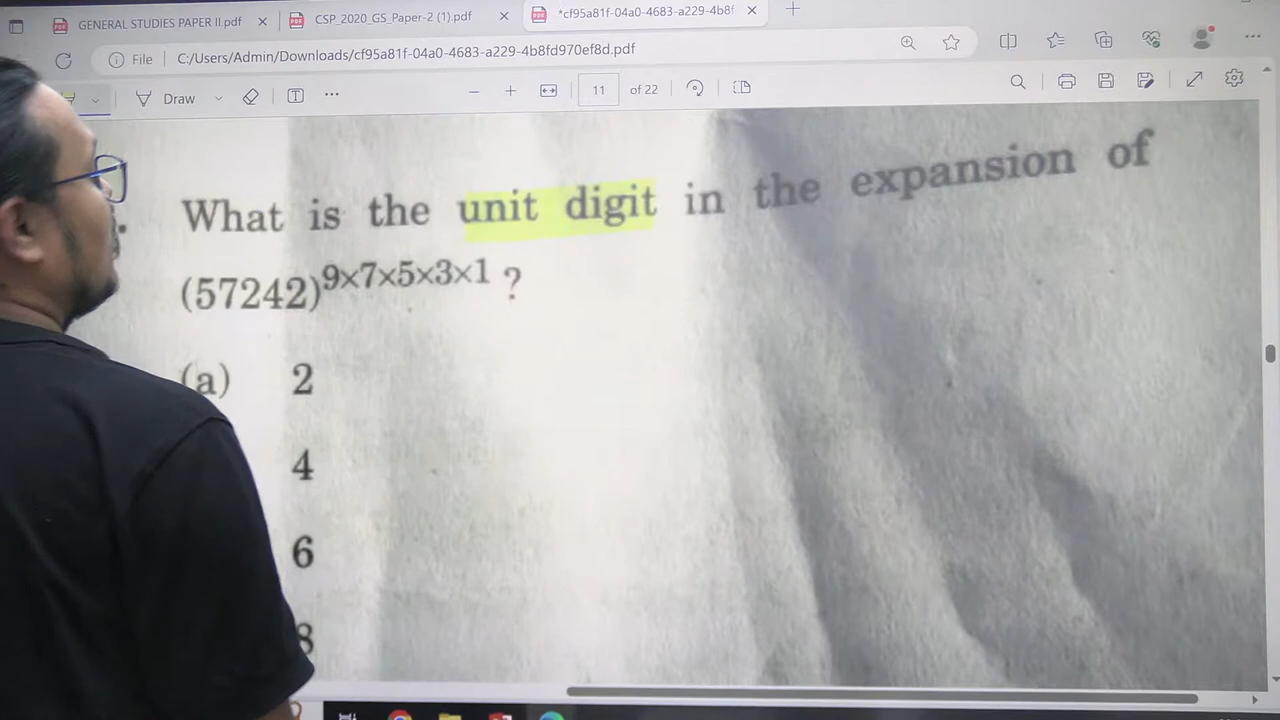 GENERAL STUDIES PAPER II.pdf
CSP_2020_GS_Paper-2 (1).pdf
*cf95a81f-04a0-4683-a229-4b8f
File
C:/Users/Admin/Downloads/cf95a81f-04a0-4683-a229-4b8fd970ef8d.pdf
Draw
11 of 22
What is the unit digit in the expansion of
(57242)^9×7×5×3×1 ?
(a) 2
4
6
8